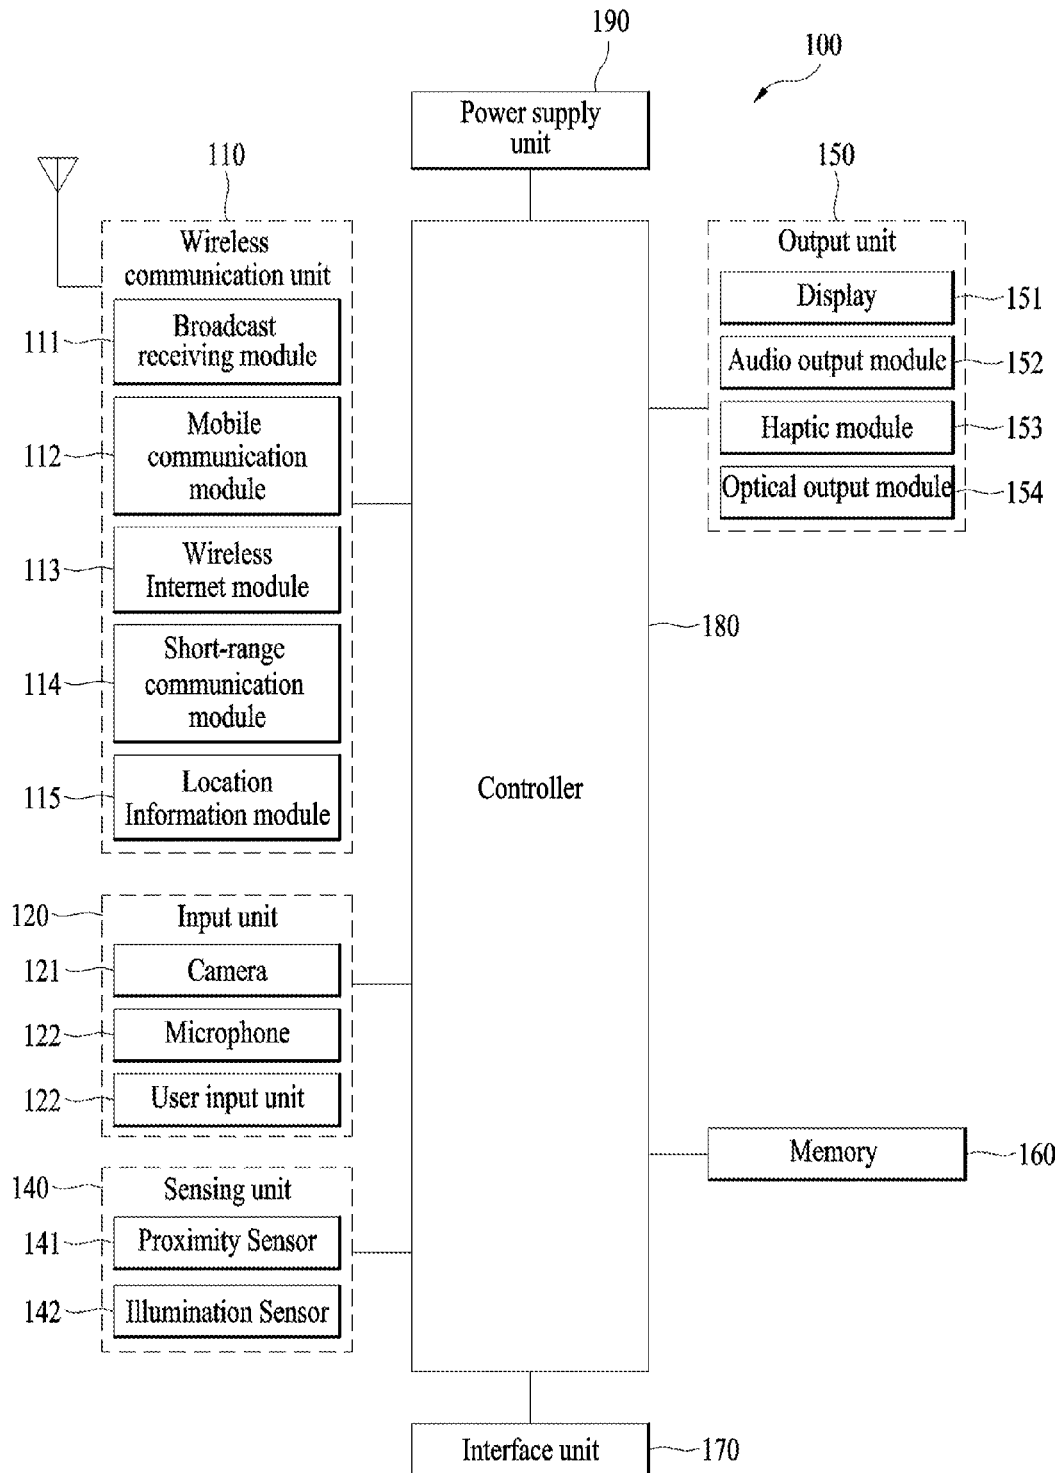 190
100
Power supply
unit
110
Wireless
communication unit
111
Broadcast
receiving module
112
Mobile
communication
module
113
Wireless
Internet module
114
Short-range
communication
module
115
Location
Information module
120
Input unit
121
Camera
122
Microphone
122
User input unit
140
Sensing unit
141
Proximity Sensor
142
Illumination Sensor
Controller
180
150
Output unit
Display
151
Audio output module
152
Haptic module
153
Optical output module
154
Memory
160
Interface unit
170